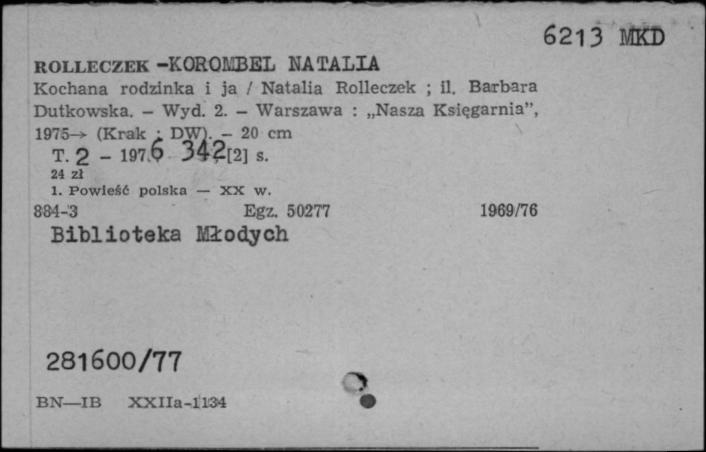 6213 MKD
ROLLECZEK -KOROMBEL NATALIA
Kochana rodzinka i ja / Natalia Rolleczek ; il. Barbara
Dutkowska. — Wyd. 2. — Warszawa : „Nasza Księgarnia”,
1975→ (Krak : DW). — 20 cm
T. 2 — 1976 342,[2] s.
24 zł
1. Powieść polska — XX w.
884-3 Egz. 50277 1969/76
Biblioteka Młodych
281600/77
BN—IB XXIIa-1134